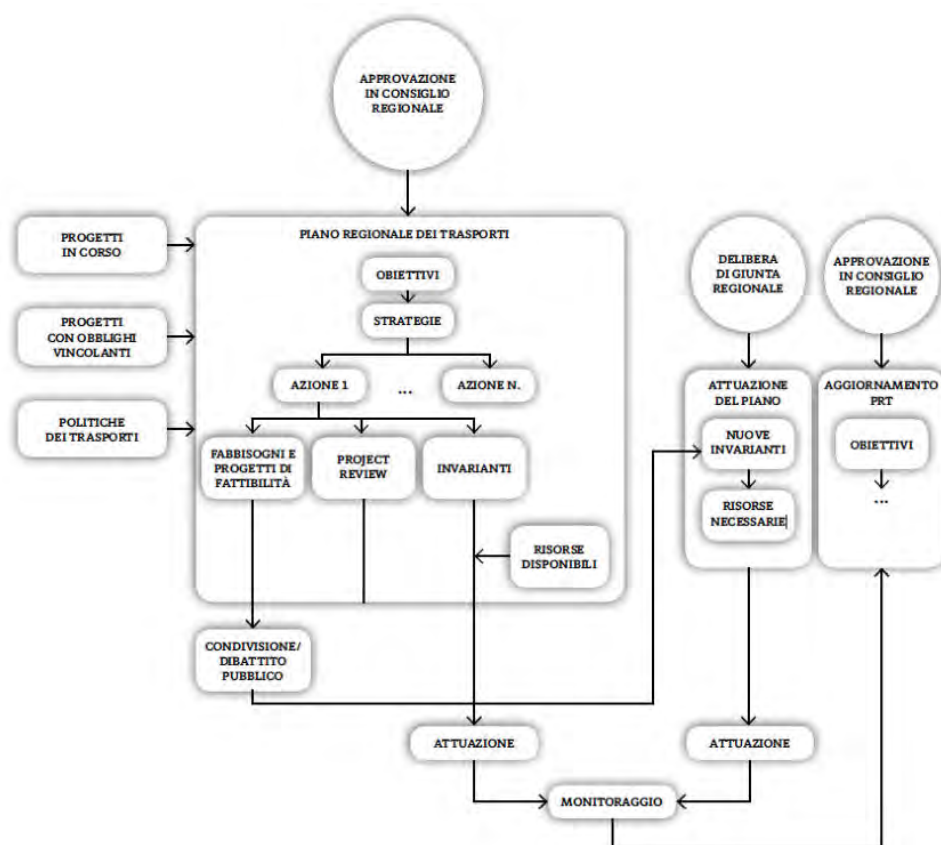 APPROVAZIONE
IN CONSIGLIO
REGIONALE
PROGETTI
IN CORSO
PROGETTI
CON OBBLIGHI
VINCOLANTI
POLITICHE
DEI TRASPORTI
PIANO REGIONALE DEI TRASPORTI
OBIETTIVI
STRATEGIE
AZIONE 1
...
AZIONE N.
FABBISOGNI E
PROGETTI DI
FATTIBILITÀ
PROJECT
REVIEW
INVARIANTI
RISORSE
DISPONIBILI
CONDIVISIONE/
DIBATTITO
PUBBLICO
DELIBERA
DI GIUNTA
REGIONALE
APPROVAZIONE
IN CONSIGLIO
REGIONALE
ATTUAZIONE
DEL PIANO
NUOVE
INVARIANTI
RISORSE
NECESSARIE
AGGIORNAMENTO
PRT
OBIETTIVI
...
ATTUAZIONE
ATTUAZIONE
MONITORAGGIO